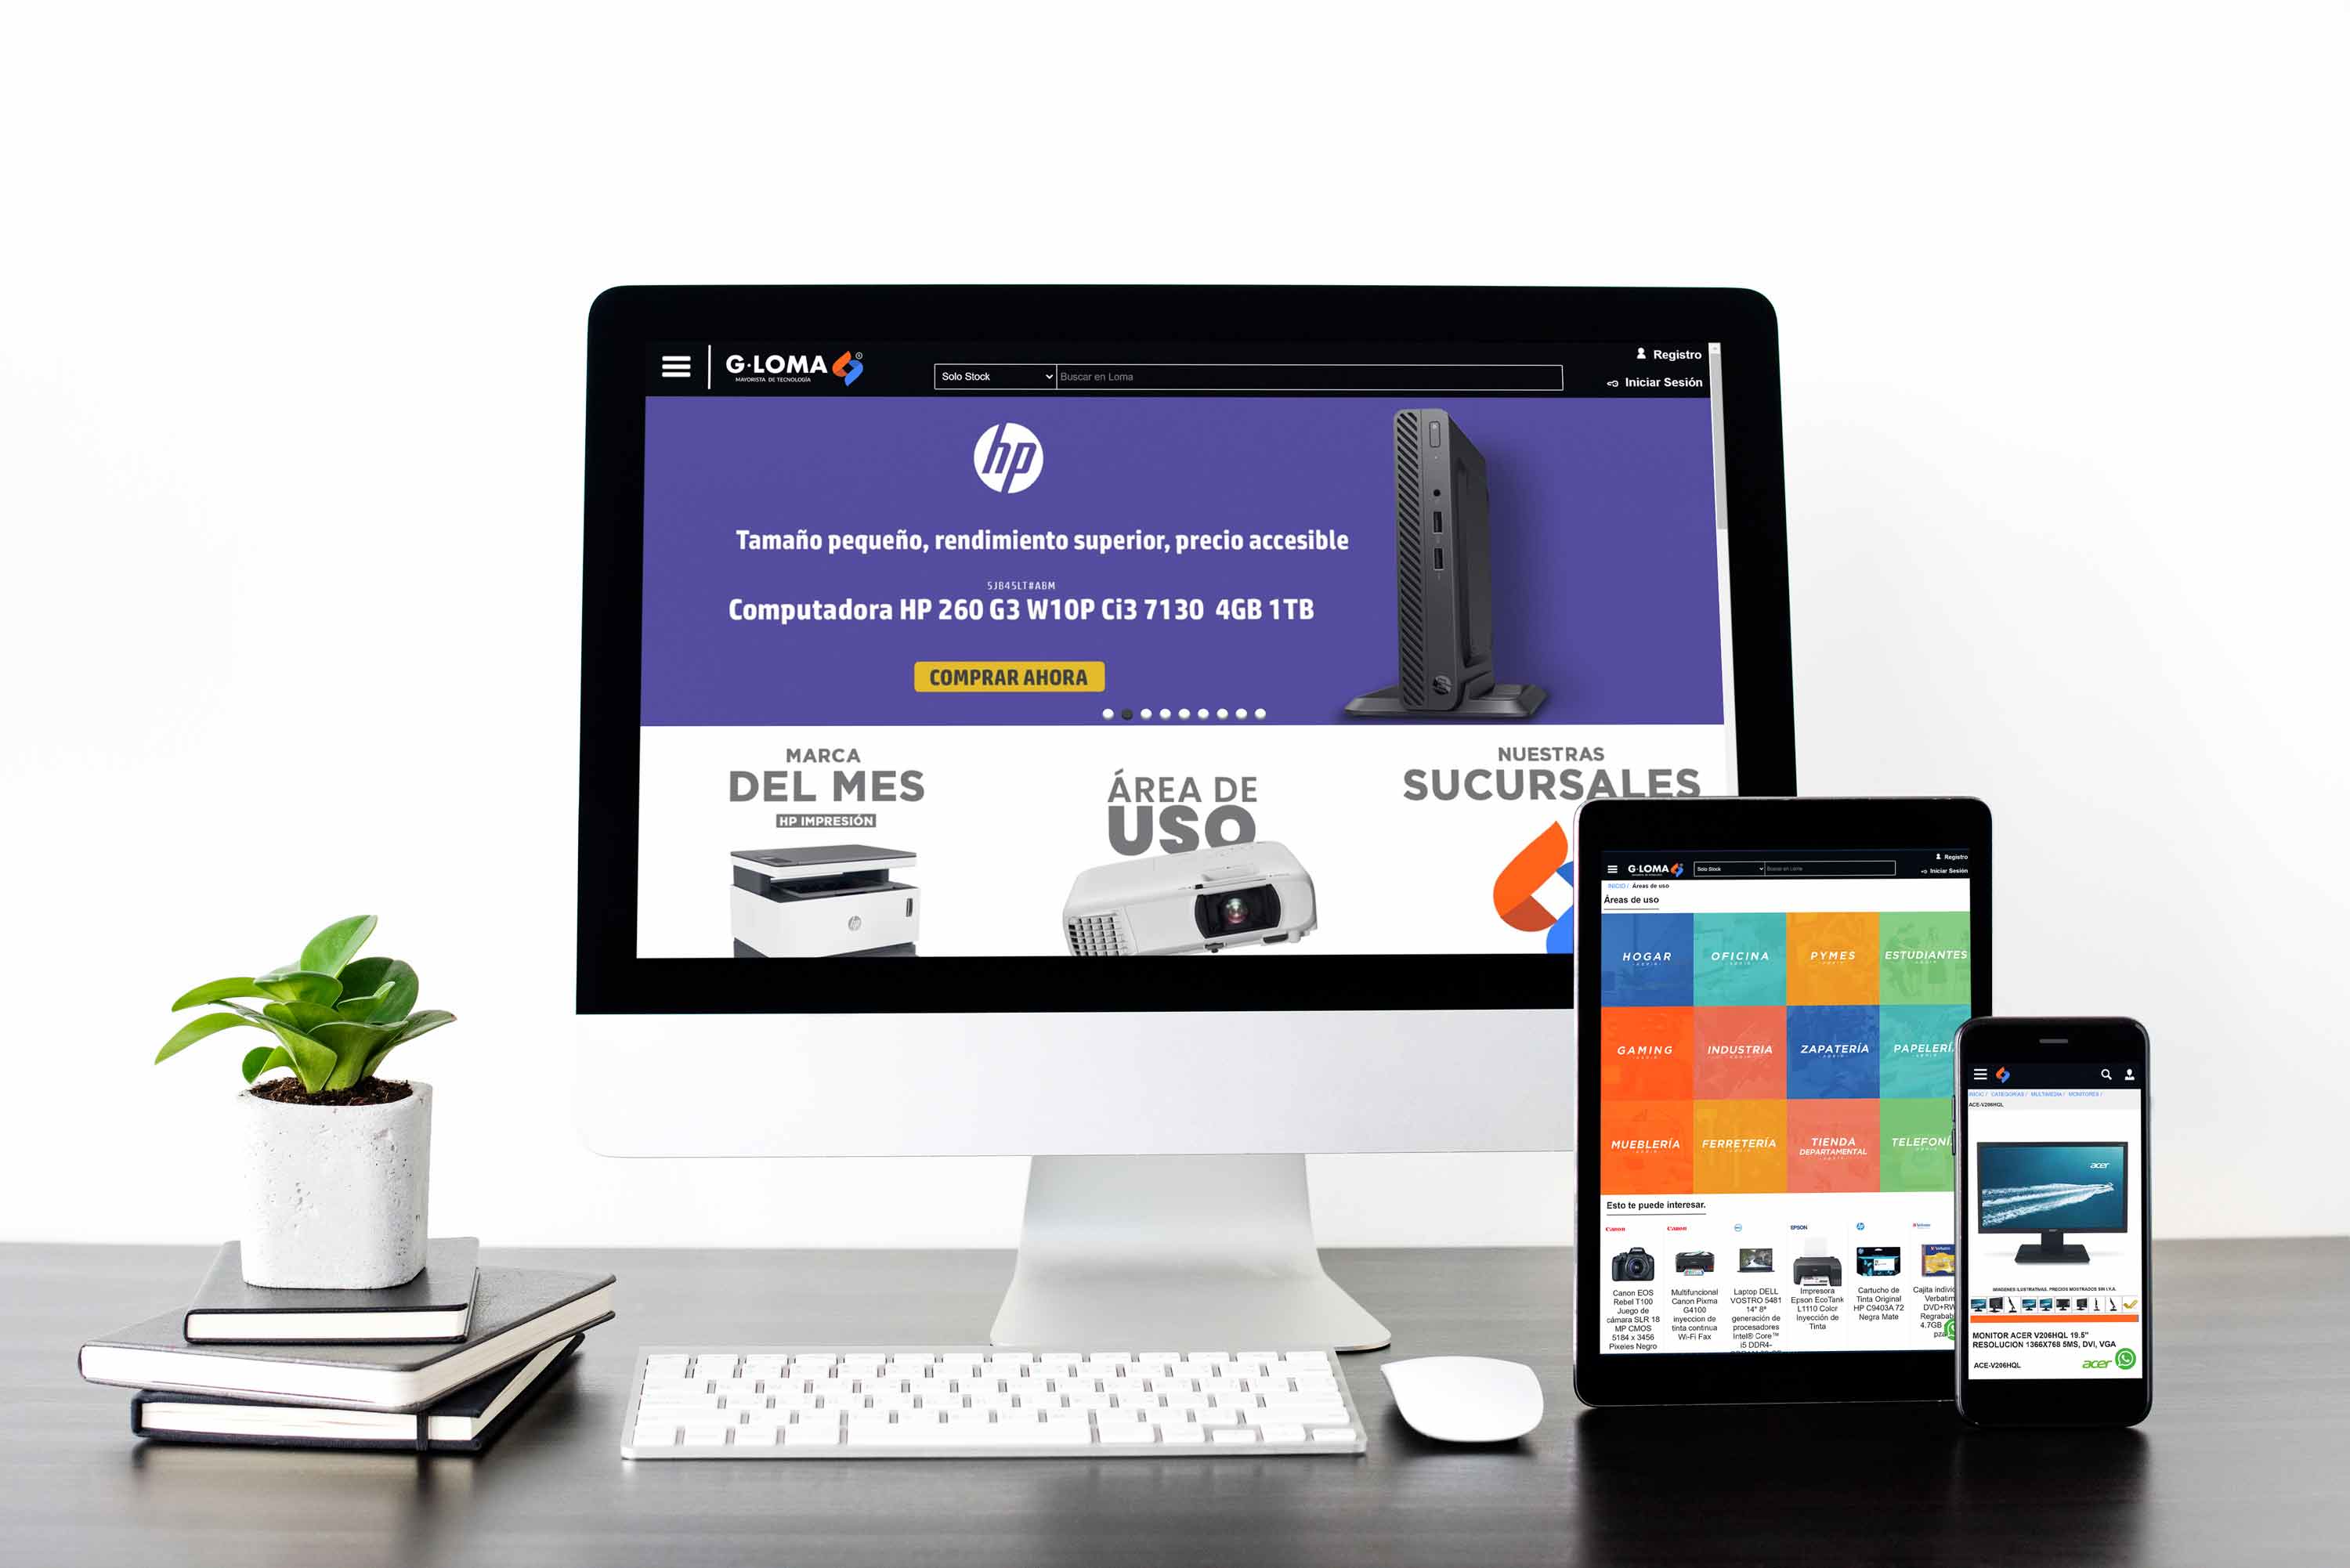 G·LOMA
MAYORISTA DE TECNOLOGÍA
Solo Stock
Buscar en Loma
Registro
Iniciar Sesión
hp
Tamaño pequeño, rendimiento superior, precio accesible
5JB45LT#ABM
Computadora HP 260 G3 W10P Ci3 7130 4GB 1TB
COMPRAR AHORA
MARCA
DEL MES
HP IMPRESIÓN
ÁREA DE
USO
NUESTRAS
SUCURSALES
G·LOMA
Solo Stock
Buscar en Loma
Registro
Iniciar Sesión
INICIO / Áreas de uso
Áreas de uso
HOGAR
OFICINA
PYMES
ESTUDIANTES
GAMING
INDUSTRIA
ZAPATERÍA
PAPELERÍ
MUEBLERÍA
FERRETERÍA
TIENDA
DEPARTAMENTAL
TELEFONÍ
Esto te puede interesar.
Canon
Canon
EPSON
hp
Verbatim
Canon EOS
Rebel T100
Juego de
cámara SLR 18
MP CMOS
5184 x 3456
Pixeles Negro
Multifuncional
Canon Pixma
G4100
inyeccion de
tinta continua
Wi-Fi Fax
Laptop DELL
VOSTRO 5481
14" 8ª
generación de
procesadores
Intel® Core™
i5 DDR4-
Impresora
Epson EcoTank
L1110 Color
Inyección de
Tinta
Cartucho de
Tinta Original
HP C9403A 72
Negra Mate
Cajita indivi
Verbatim
DVD+RW
Regrabab
4.7GB
pza
INICIO / CATEGORIAS / MULTIMEDIA / MONITORES /
ACE-V206HQL
acer
IMAGENES ILUSTRATIVAS. PRECIOS MOSTRADOS SIN I.V.A.
MONITOR ACER V206HQL 19.5"
RESOLUCION 1366X768 5MS, DVI, VGA
ACE-V206HQL
acer